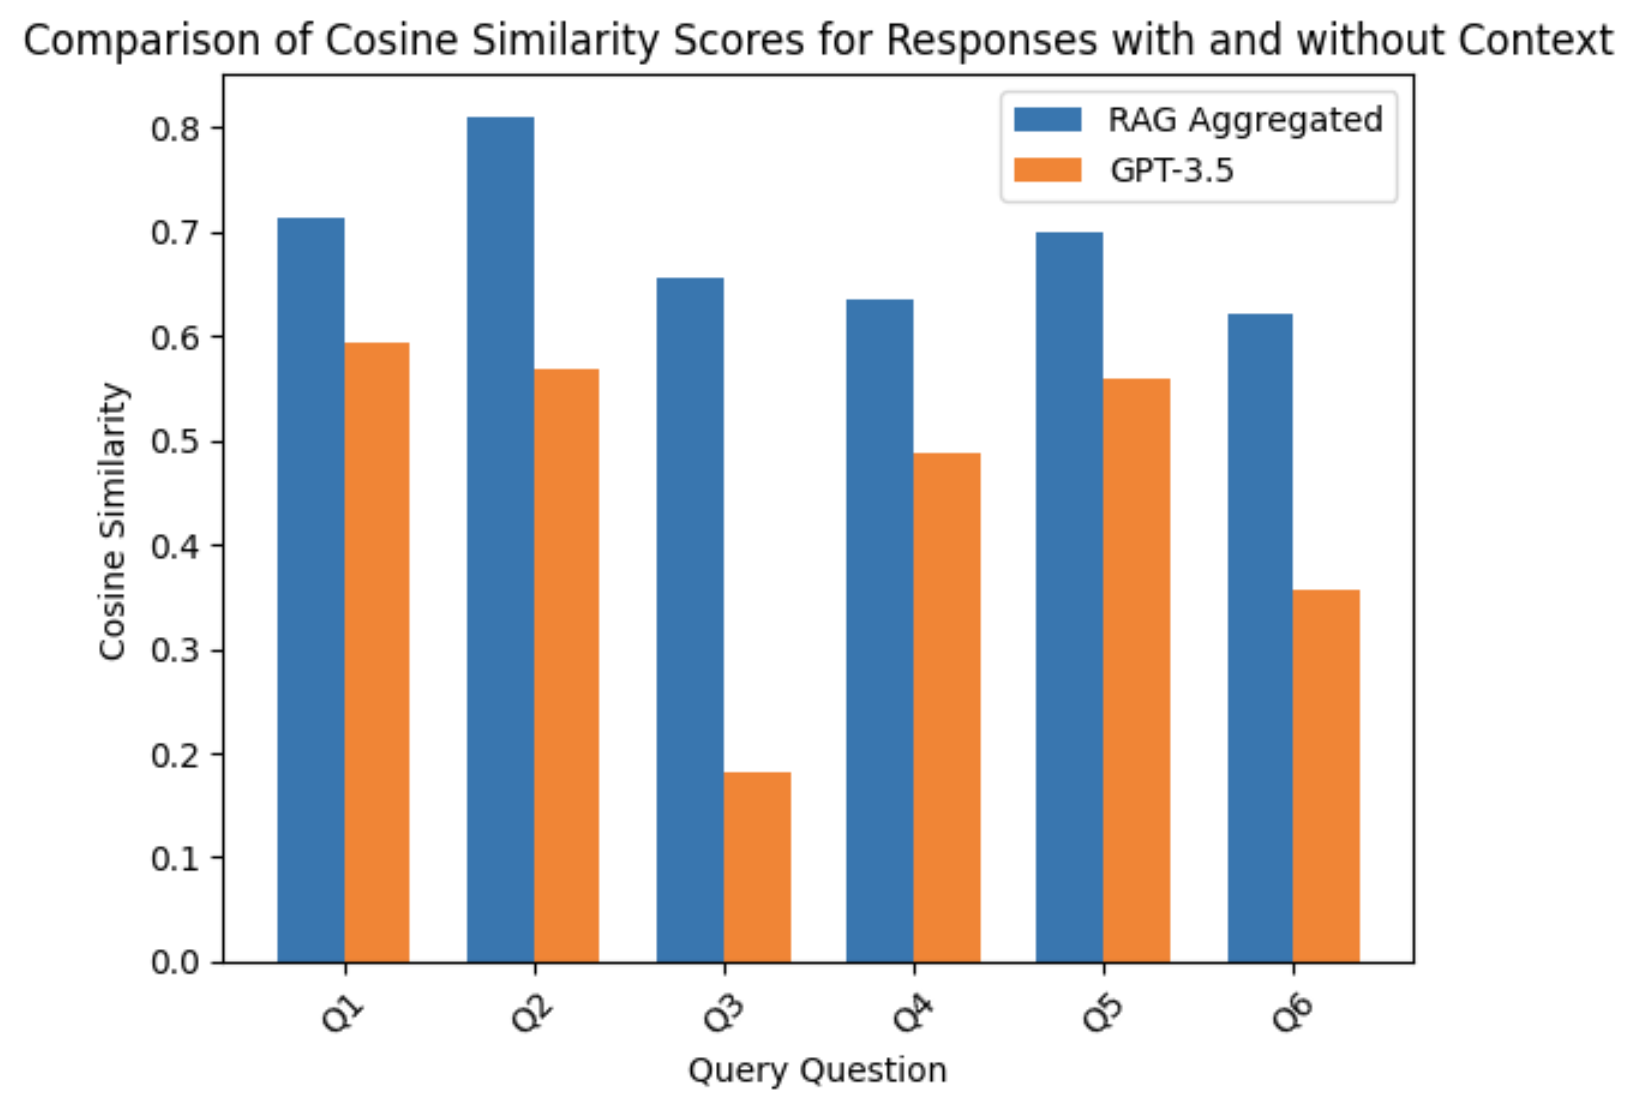 Comparison of Cosine Similarity Scores for Responses with and without Context
RAG Aggregated
GPT-3.5
Cosine Similarity
0.8
0.7
0.6
0.5
0.4
0.3
0.2
0.1
0.0
Q1 Q2 Q3 Q4 Q5 Q6
Query Question